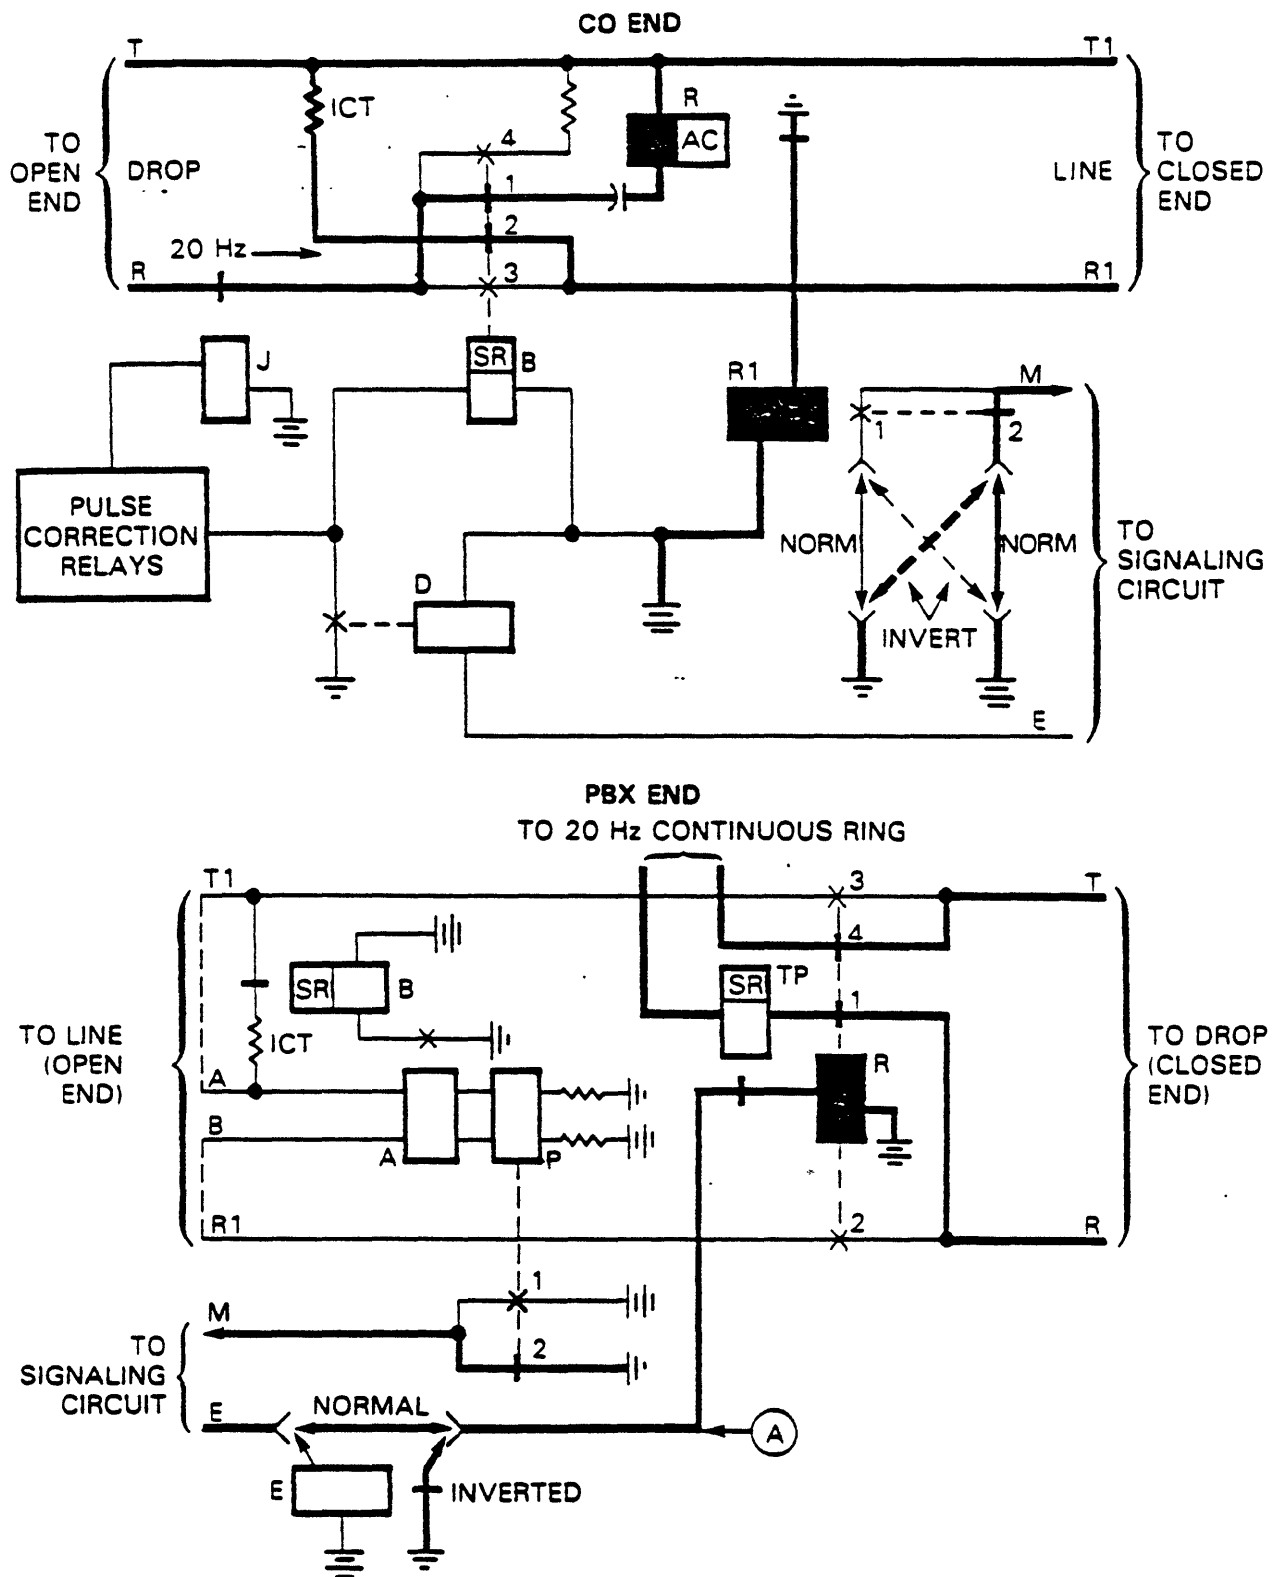 CO END
T
T1
ICT
R
AC
4
TO
OPEN
END
DROP
1
LINE
TO
CLOSED
END
2
20 Hz
R
3
R1
J
SR
B
R1
M
1
2
PULSE
CORRECTION
RELAYS
NORM
NORM
TO
SIGNALING
CIRCUIT
D
INVERT
E
PBX END
TO 20 Hz CONTINUOUS RING
T1
3
T
4
SR
B
SR
TP
1
TO LINE
(OPEN
END)
ICT
R
TO DROP
(CLOSED
END)
A
B
A
P
R1
2
R
1
M
2
TO
SIGNALING
CIRCUIT
E
NORMAL
A
E
INVERTED